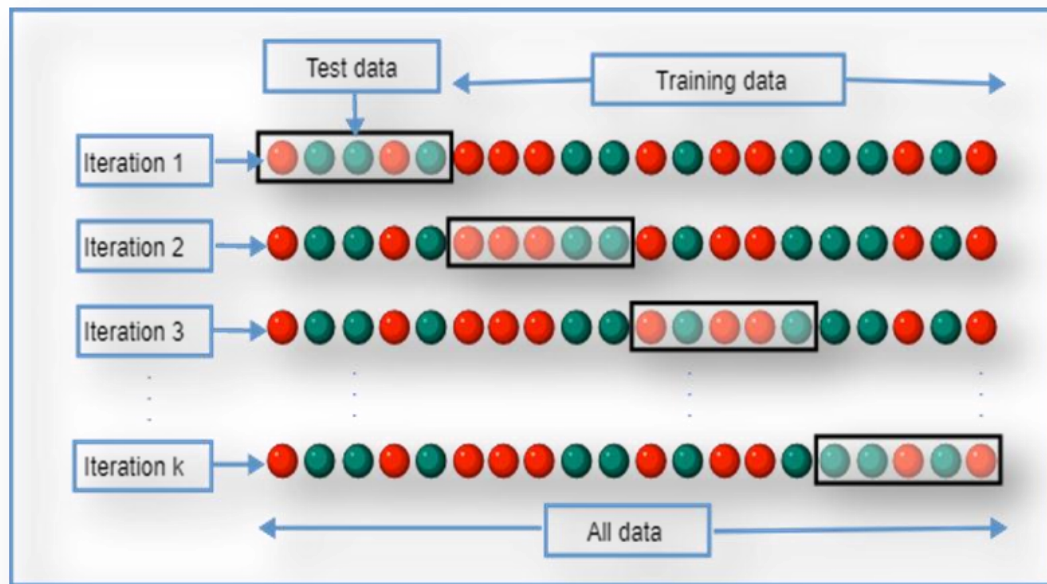 Test data
Training data
Iteration 1
Iteration 2
Iteration 3
Iteration k
All data